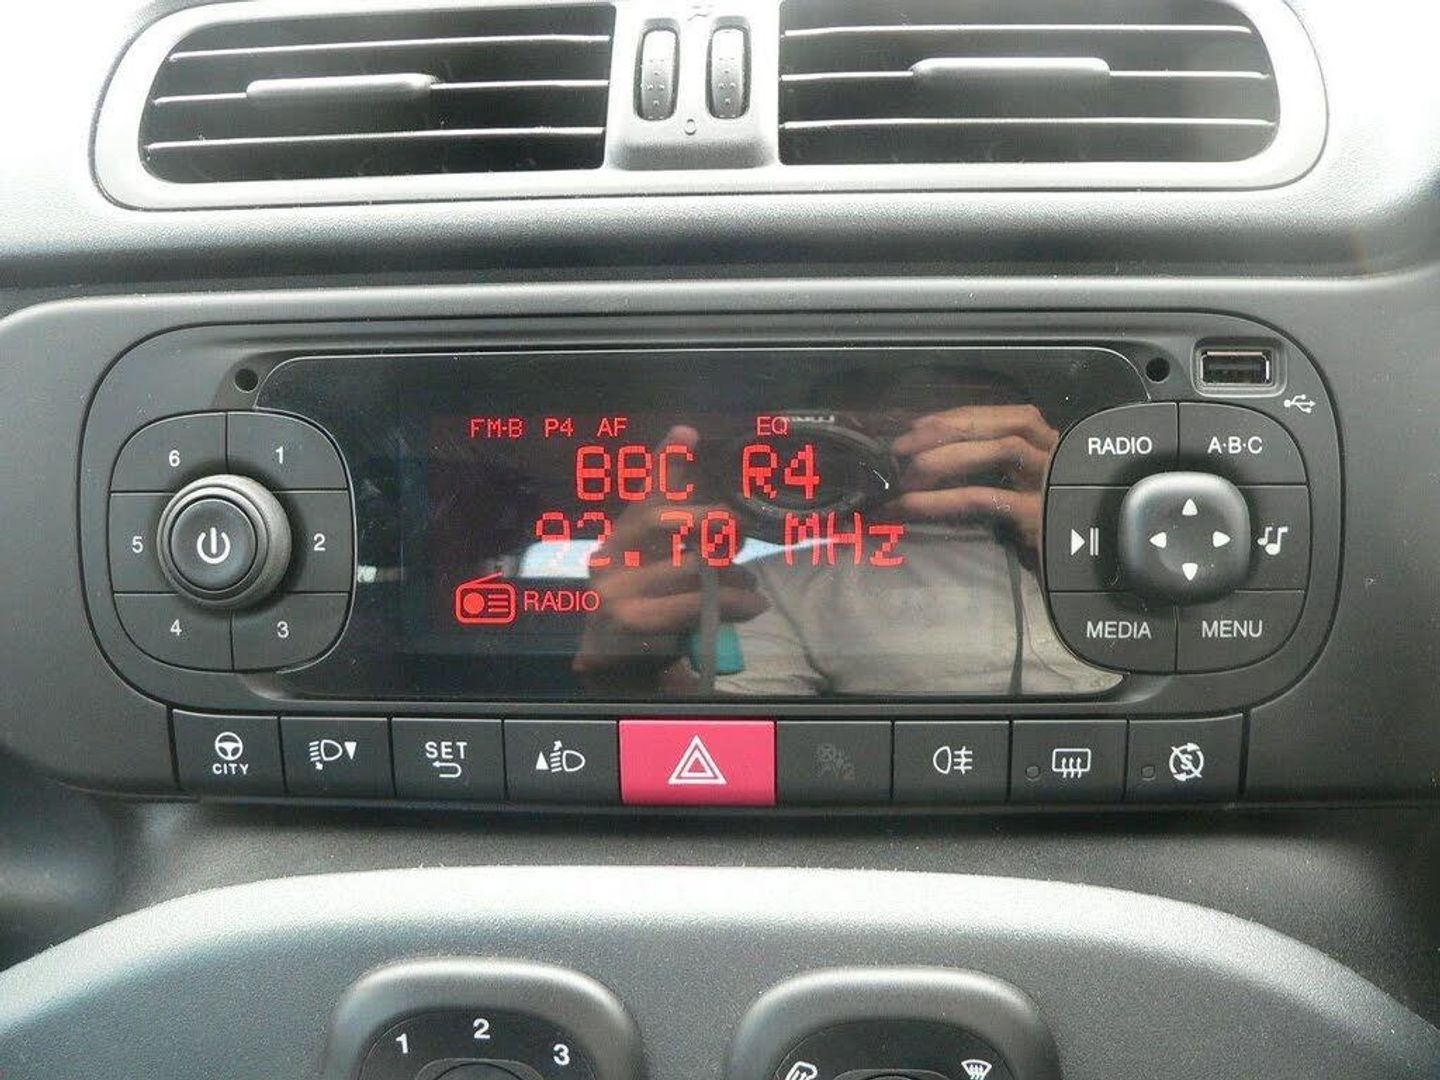 0
FM-B P4 AF EQ
BBC R4
92.70 MHz
RADIO
6 1
5 2
4 3
RADIO A·B·C
MEDIA MENU
CITY
SET
2
1 3